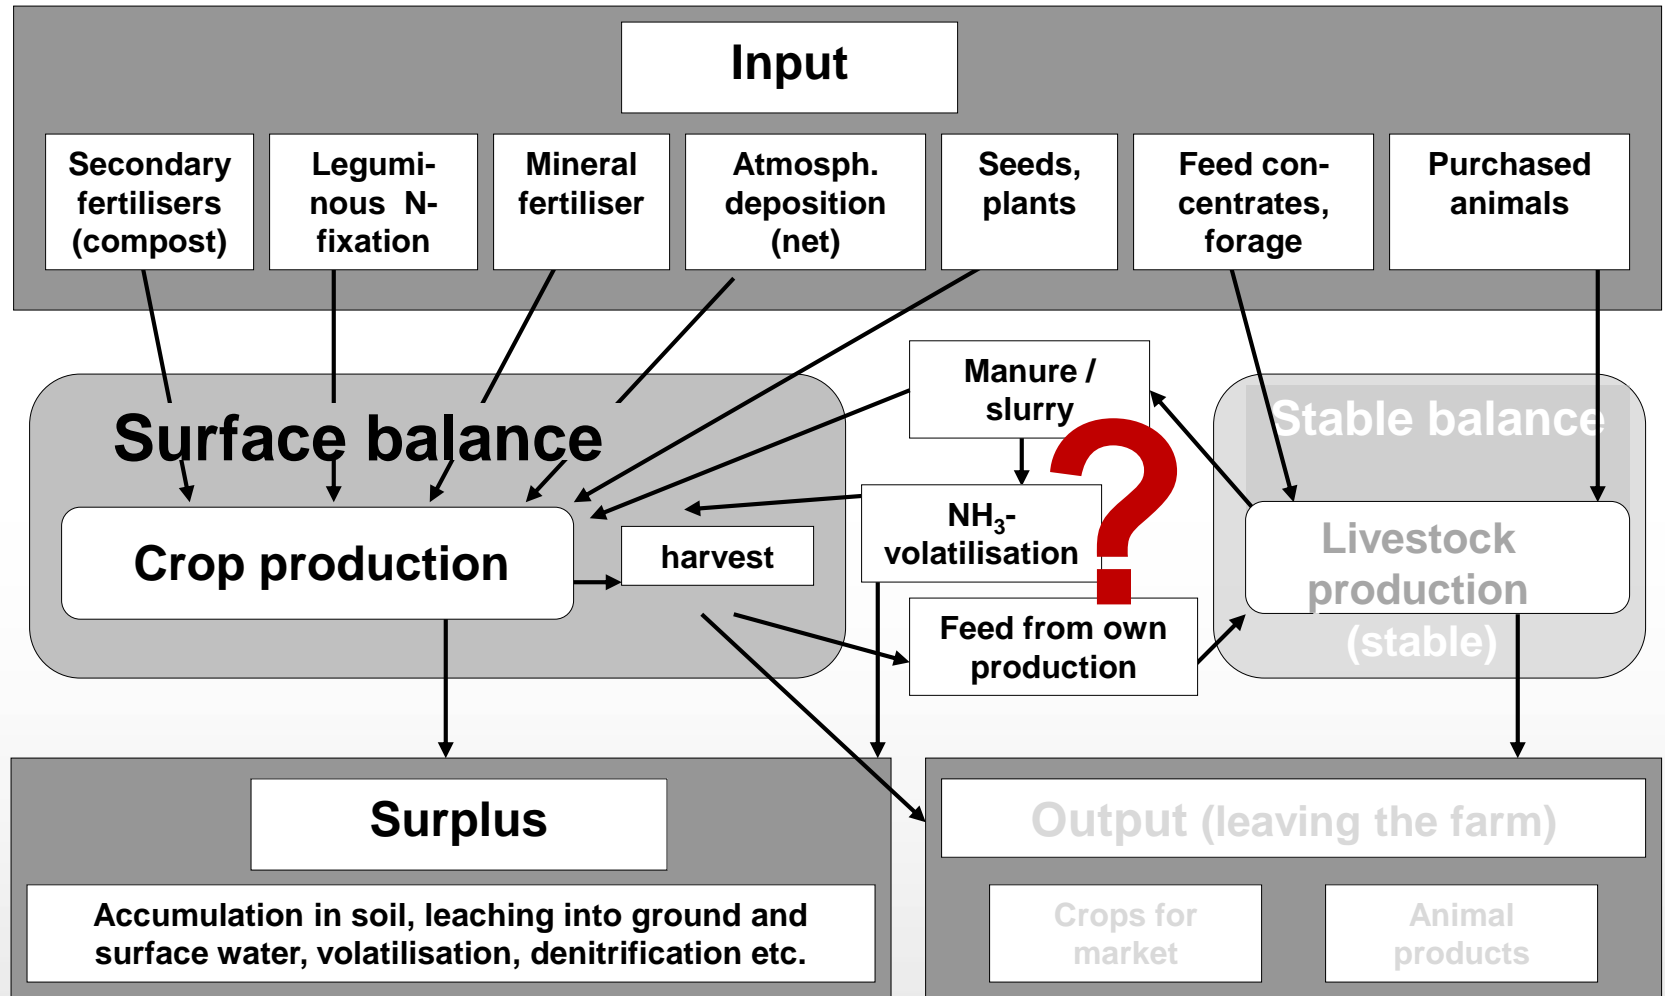 Input
Secondary
fertilisers
(compost)
Legumi-
nous N-
fixation
Mineral
fertiliser
Atmosph.
deposition
(net)
Seeds,
plants
Feed con-
centrates,
forage
Purchased
animals
Surface balance
Crop production
harvest
Manure /
slurry
NH₃-
volatilisation
Feed from own
production
?
Stable balance
Livestock
production
(stable)
Surplus
Accumulation in soil, leaching into ground and
surface water, volatilisation, denitrification etc.
Output (leaving the farm)
Crops for
market
Animal
products